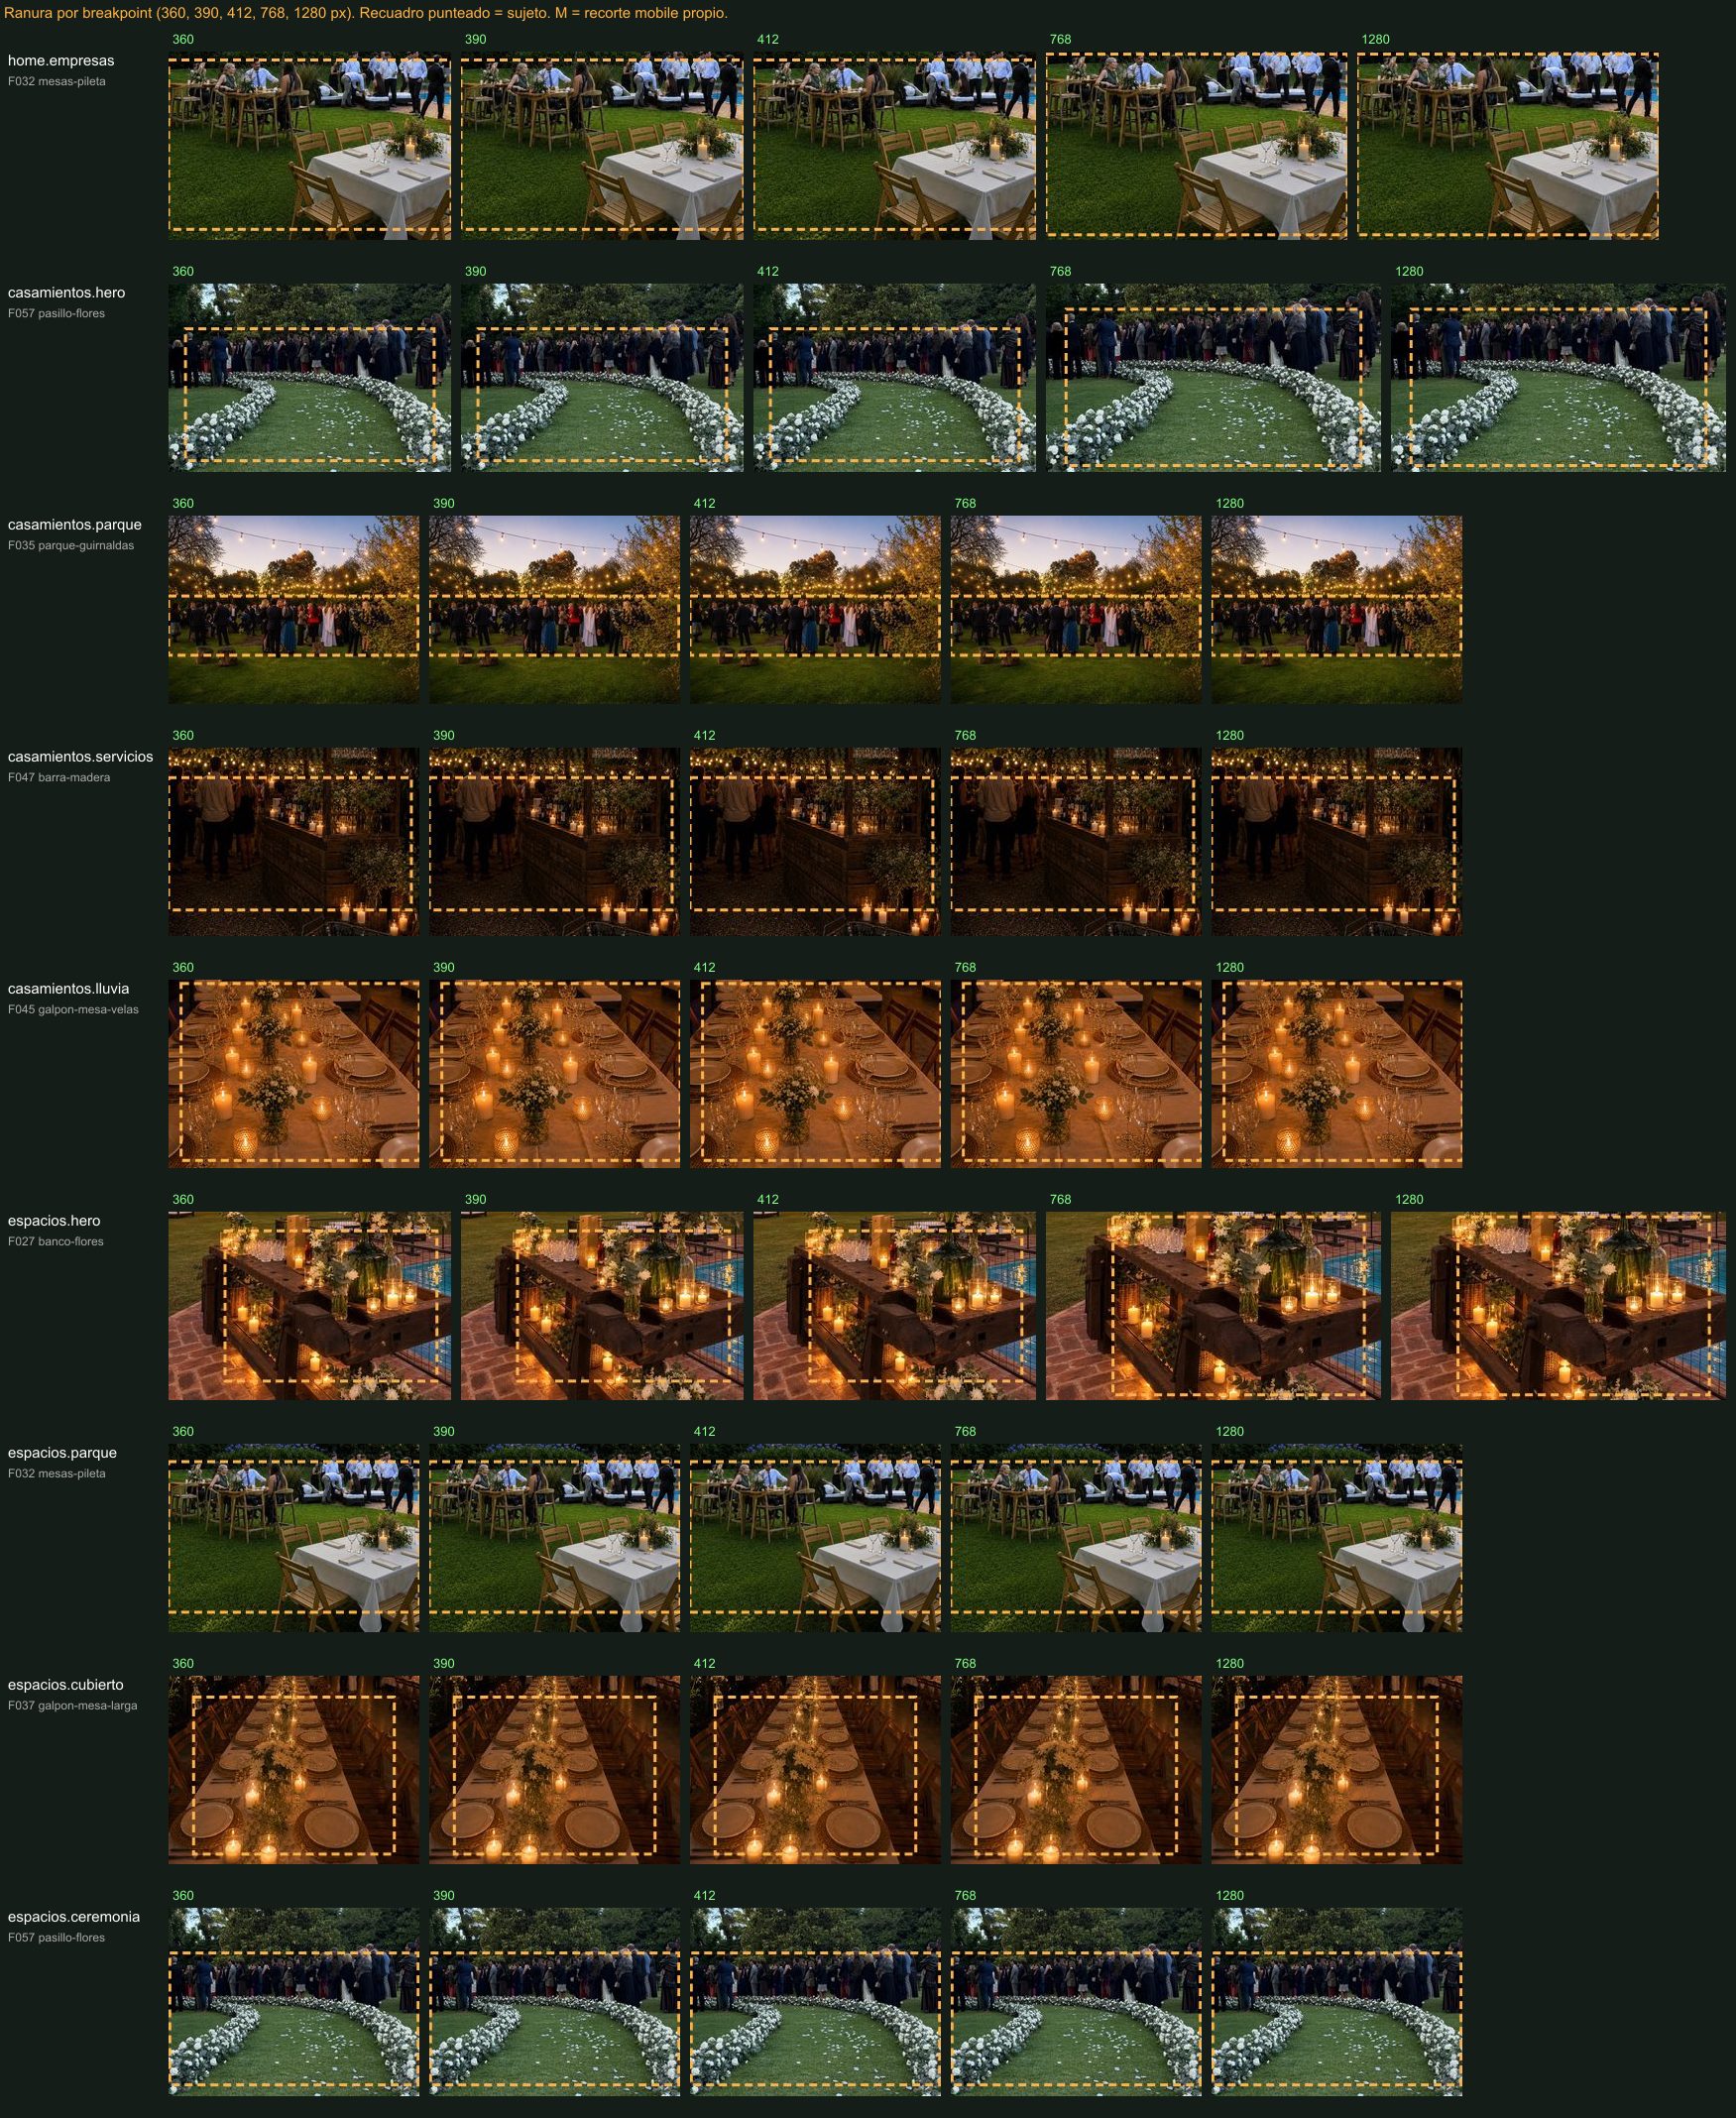 Ranura por breakpoint (360, 390, 412, 768, 1280 px). Recuadro punteado = sujeto. M = recorte mobile propio.
360 390 412 768 1280
home.empresas
F032 mesas-pileta
360 390 412 768 1280
casamientos.hero
F057 pasillo-flores
360 390 412 768 1280
casamientos.parque
F035 parque-guirnaldas
360 390 412 768 1280
casamientos.servicios
F047 barra-madera
360 390 412 768 1280
casamientos.lluvia
F045 galpon-mesa-velas
360 390 412 768 1280
espacios.hero
F027 banco-flores
360 390 412 768 1280
espacios.parque
F032 mesas-pileta
360 390 412 768 1280
espacios.cubierto
F037 galpon-mesa-larga
360 390 412 768 1280
espacios.ceremonia
F057 pasillo-flores